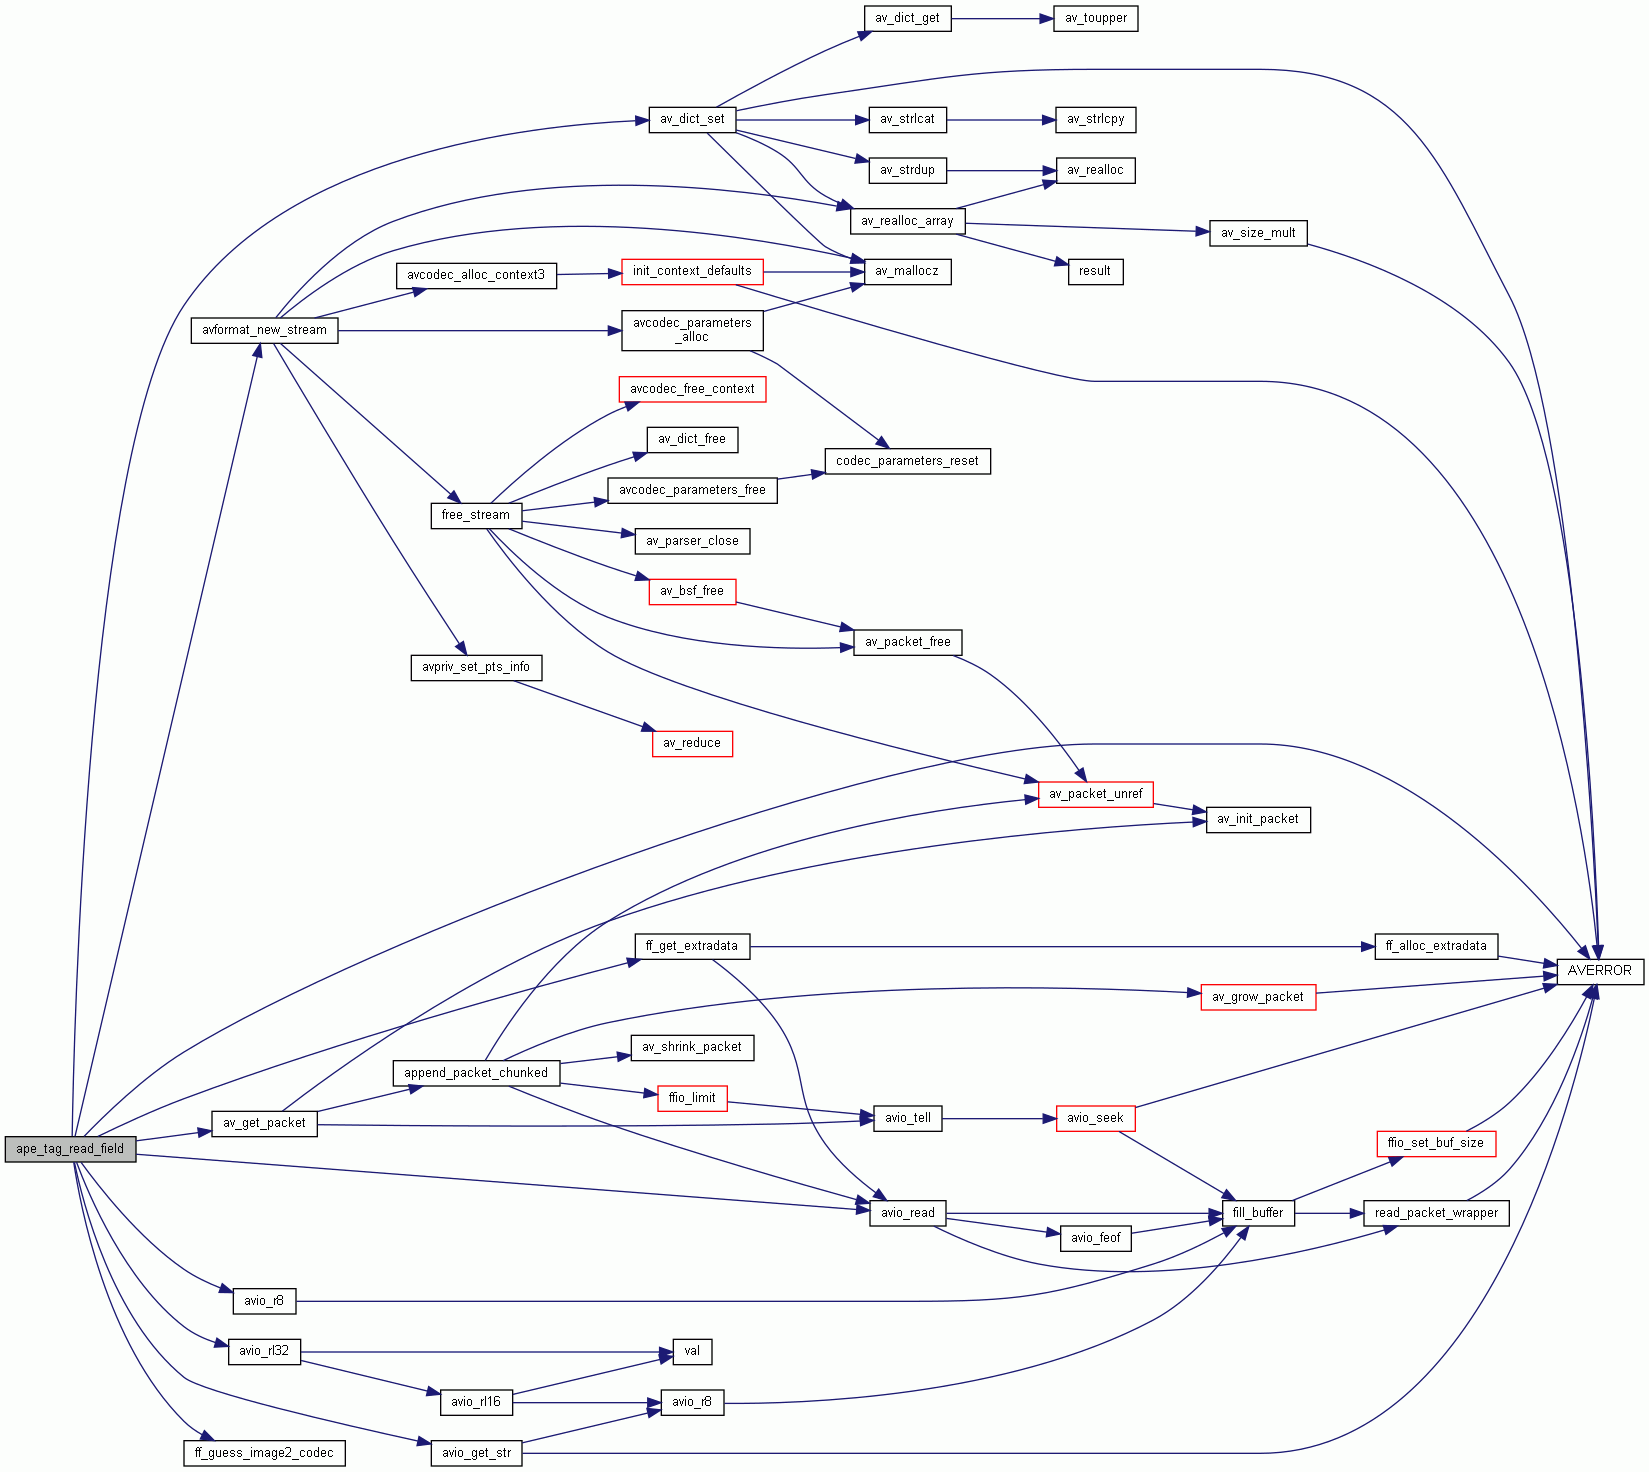 av_dict_get
av_toupper
av_dict_set
av_strlcat
av_strlcpy
av_strdup
av_realloc
av_realloc_array
av_size_mult
avcodec_alloc_context3
init_context_defaults
av_mallocz
result
avformat_new_stream
avcodec_parameters
_alloc
avcodec_free_context
av_dict_free
codec_parameters_reset
avcodec_parameters_free
free_stream
av_parser_close
av_bsf_free
av_packet_free
avpriv_set_pts_info
av_reduce
av_packet_unref
av_init_packet
ff_get_extradata
ff_alloc_extradata
AVERROR
av_grow_packet
av_shrink_packet
append_packet_chunked
ffio_limit
avio_tell
avio_seek
av_get_packet
ffio_set_buf_size
ape_tag_read_field
avio_read
fill_buffer
read_packet_wrapper
avio_feof
avio_r8
avio_rl32
val
avio_rl16
avio_r8
ff_guess_image2_codec
avio_get_str